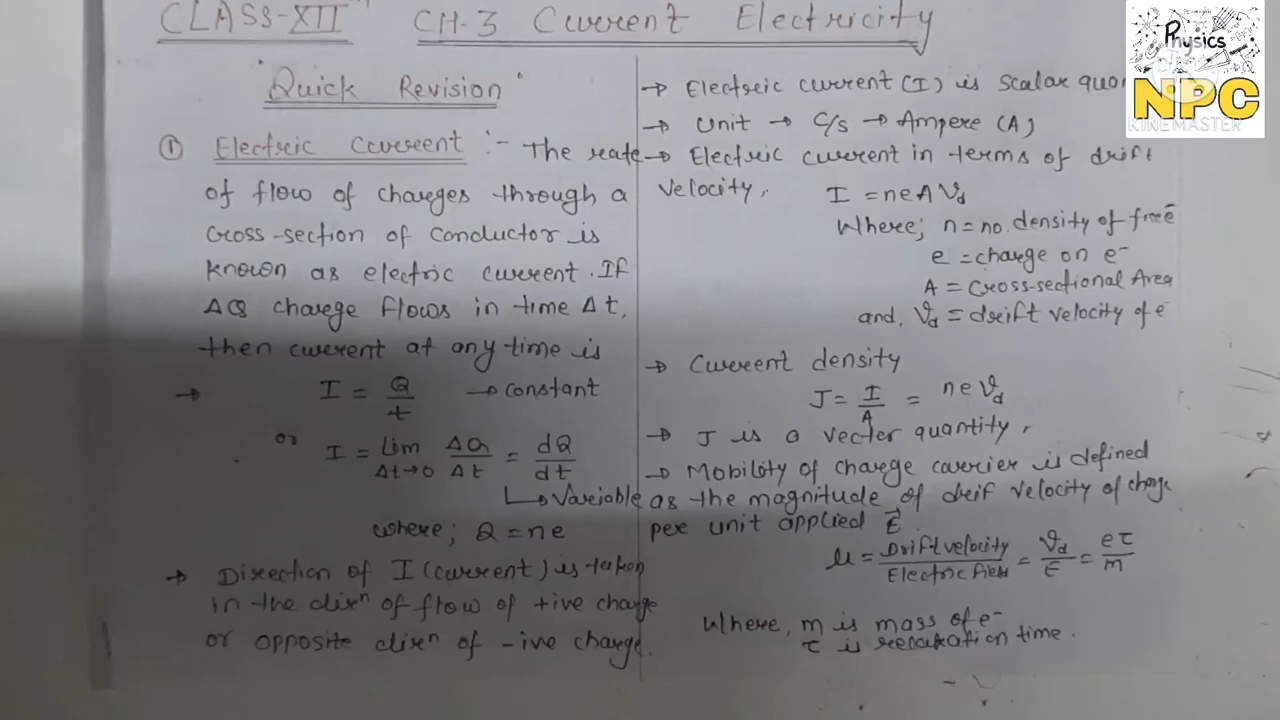 CLASS-XII CH-3 Current Electricity
Physics
NPC
KINEMASTER
"Quick Revision"
① Electric Current :- The rate
of flow of charges through a
cross-section of conductor is
known as electric current. If
ΔQ charge flows in time Δt,
then current at any time is
→ I = Q/t → constant
or I = Lim Δt→0 ΔQ/Δt = dQ/dt
↳ Variable
where; Q = ne
→ Direction of I (current) is taken
in the dirⁿ of flow of +ive charge
or opposite dirⁿ of -ive charge.
→ Electric current (I) is scalar quan
→ Unit → C/s → Ampere (A)
→ Electric current in terms of drift
velocity,
I = neAVd
Where; n = no. density of free e⁻
e = charge on e⁻
A = Cross-sectional Area
and, Vd = drift velocity of e⁻
→ Current density
J = I/A = neVd
→ J is a vector quantity,
→ Mobility of charge carrier is defined
as the magnitude of drif velocity of charge
per unit applied E⃗
μ = Drift velocity/Electric field = Vd/E = eτ/m
Where, m is mass of e⁻
τ is relaxation time.